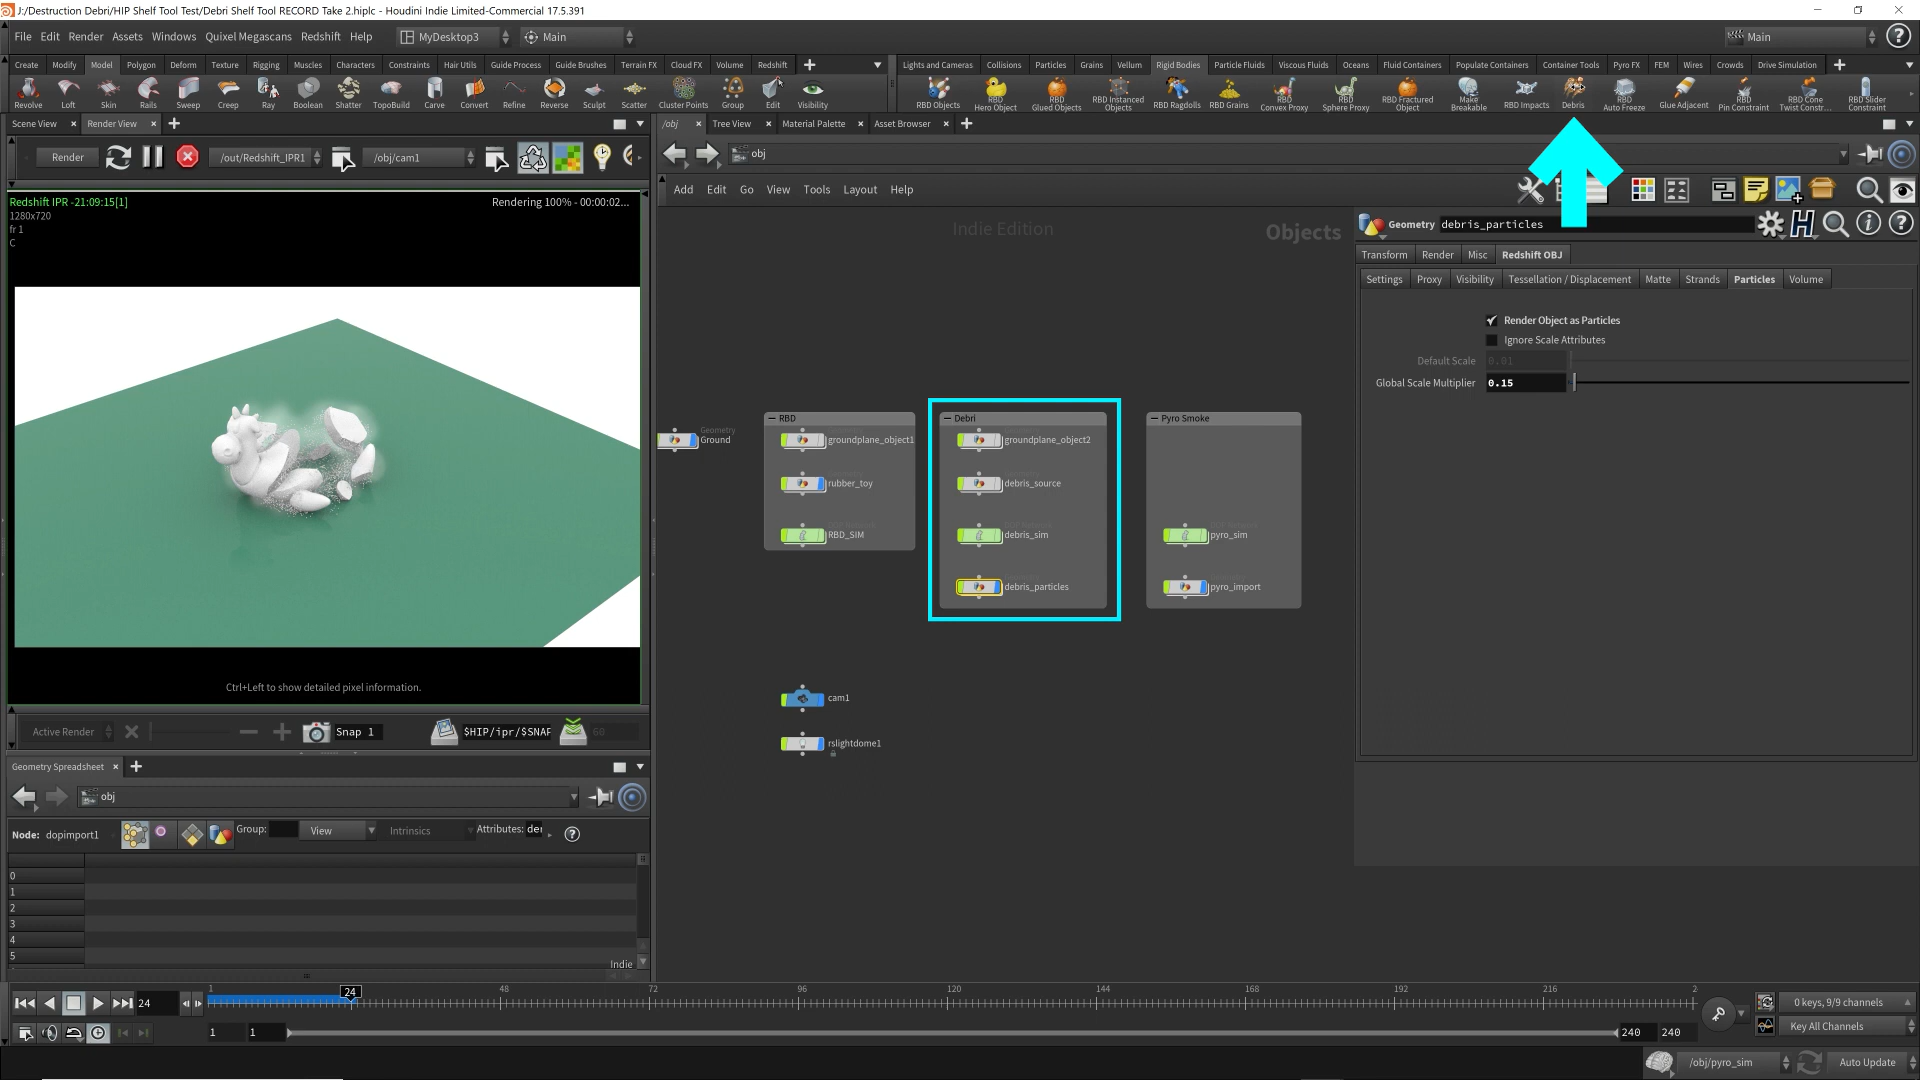 J:/Destruction Debri/HIP Shelf Tool Test/Debri Shelf Tool RECORD Take 2.hiplc - Houdini Indie Limited-Commercial 17.5.391
File Edit Render Assets Windows Quixel Megascans Redshift Help MyDesktop3 Main Main
Create Modify Model Polygon Deform Texture Rigging Muscles Characters Constraints Hair Utils Guide Process Guide Brushes Terrain FX Cloud FX Volume Redshift
Revolve Loft Skin Rails Sweep Creep Ray Boolean Shatter TopoBuild Carve Convert Refine Reverse Sculpt Scatter Cluster Points Group Edit Visibility
Lights and Cameras Collisions Particles Grains Vellum Rigid Bodies Particle Fluids Viscous Fluids Oceans Fluid Containers Populate Containers Container Tools Pyro FX FEM Wires Crowds Drive Simulation
RBD Objects RBD Hero Object RBD Glued Objects RBD Instanced Objects RBD Ragdolls RBD Grains RBD Convex Proxy RBD Sphere Proxy RBD Fractured Object Make Breakable RBD Impacts Debris RBD Auto Freeze Glue Adjacent RBD Pin Constraint RBD Cone Twist Constr... RBD Slider Constraint
Scene View Render View
Render /out/Redshift_IPR1 /obj/cam1
Redshift IPR -21:09:15[1]
Rendering 100% - 00:00:02...
1280x720
fr 1
C
Ctrl+Left to show detailed pixel information.
Active Render Snap 1 $HIP/ipr/$SNAP 60
Geometry Spreadsheet
obj
Node: dopimport1 Group: View Intrinsics Attributes: der
0
1
2
3
4
5
Indie
/obj Tree View Material Palette Asset Browser
obj
Add Edit Go View Tools Layout Help
Indie Edition
Objects
Geometry
Ground
RBD
groundplane_object1
rubber_toy
RBD_SIM
Debri
groundplane_object2
debris_source
debris_sim
debris_particles
Pyro Smoke
pyro_sim
pyro_import
cam1
rslightdome1
Geometry debris_particles
Transform Render Misc Redshift OBJ
Settings Proxy Visibility Tessellation / Displacement Matte Strands Particles Volume
Render Object as Particles
Ignore Scale Attributes
Default Scale 0.01
Global Scale Multiplier 0.15
24 1 24 48 72 96 120 144 168 192 216 2
1 1 240 240
0 keys, 9/9 channels
Key All Channels
/obj/pyro_sim Auto Update